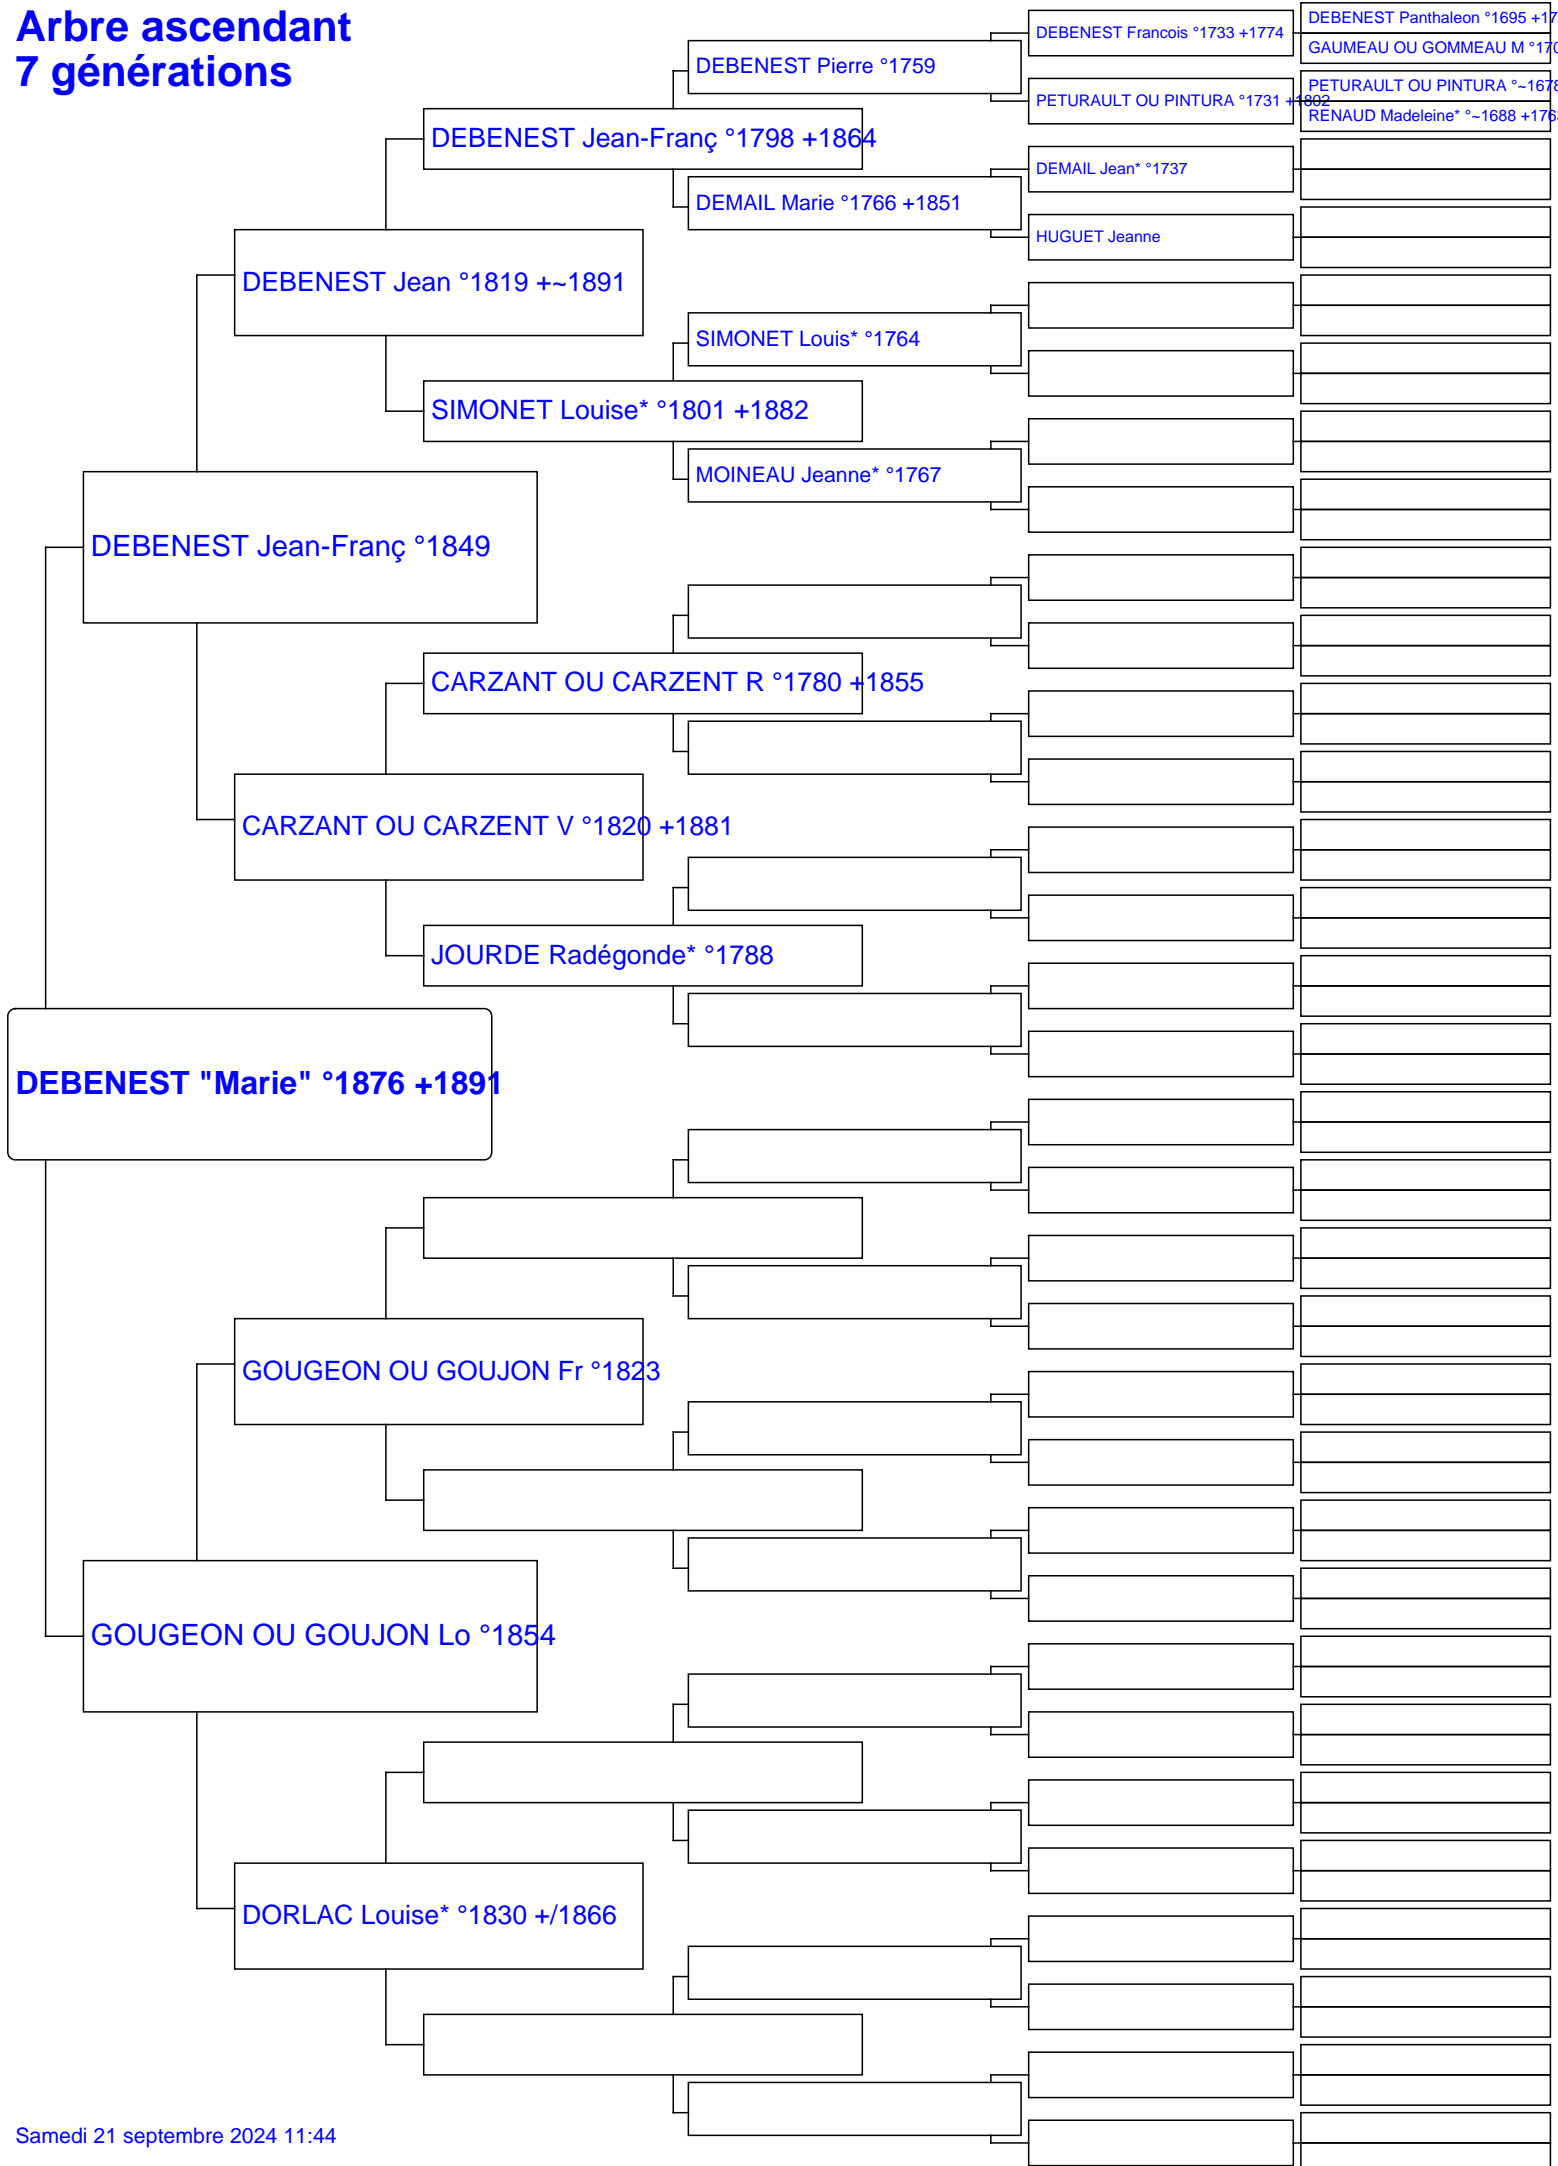 Arbre ascendant
7 générations
DEBENEST Panthaleon °1695 +17
DEBENEST Francois °1733 +1774
GAUMEAU OU GOMMEAU M °170
DEBENEST Pierre °1759
PETURAULT OU PINTURA °~1678
PETURAULT OU PINTURA °1731 +1802
RENAUD Madeleine* °~1688 +176
DEBENEST Jean-Franç °1798 +1864
DEMAIL Jean* °1737
DEMAIL Marie °1766 +1851
HUGUET Jeanne
DEBENEST Jean °1819 +~1891
SIMONET Louis* °1764
SIMONET Louise* °1801 +1882
MOINEAU Jeanne* °1767
DEBENEST Jean-Franç °1849
CARZANT OU CARZENT R °1780 +1855
CARZANT OU CARZENT V °1820 +1881
JOURDE Radégonde* °1788
DEBENEST "Marie" °1876 +1891
GOUGEON OU GOUJON Fr °1823
GOUGEON OU GOUJON Lo °1854
DORLAC Louise* °1830 +/1866
Samedi 21 septembre 2024 11:44